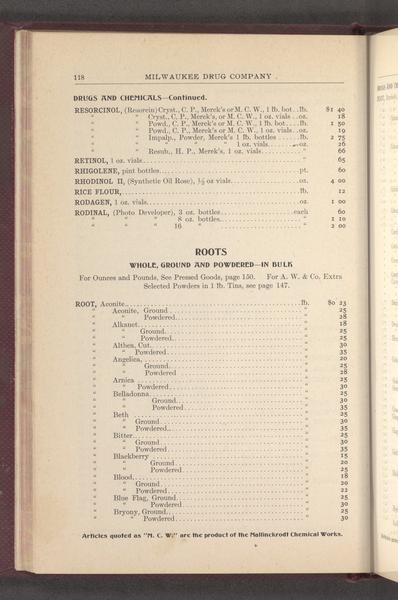 118 MILWAUKEE DRUG COMPANY
DRUGS AND CHEMICALS—Continued.
RESORCINOL, (Resorcin) Cryst., C. P., Merck's or M. C. W., 1 lb. bot...lb. $1 40
" " Cryst., C. P., Merck's, or M. C. W., 1 oz. vials..oz. 18
" " Powd., C. P., Merck's or M. C. W., 1 lb. bot....lb. 1 50
" " Powd., C. P., Merck's or M. C. W., 1 oz. vials..oz. 19
" " Impalp., Powder, Merck's 1 lb. bottles......lb. 2 75
" " " " 1 oz. vials......oz. 26
" " Resub., H. P., Merck's, 1 oz. vials........." 66
RETINOL, 1 oz. vials............" 65
RHIGOLENE, pint bottles............pt. 60
RHODINOL II, (Synthetic Oil Rose), ½ oz vials............oz. 4 00
RICE FLOUR,............lb. 12
RODAGEN, 1 oz. vials............oz. 1 00
RODINAL, (Photo Developer), 3 oz. bottles............each 60
" " " 8 oz. bottles............" 1 10
" " " 16 "............" 2 00
ROOTS
WHOLE, GROUND AND POWDERED—IN BULK
For Ounces and Pounds, See Pressed Goods, page 150. For A. W. & Co. Extra
Selected Powders in 1 lb. Tins, see page 147.
ROOT, Aconite............lb. $0 23
" Aconite, Ground............" 25
" " Powdered............" 28
" Alkanet............" 18
" " Ground............" 25
" " Powdered............" 25
" Althea, Cut............" 30
" " Powdered............" 35
" Angelica,............" 20
" " Ground............" 25
" " Powdered............" 28
" Arnica............" 25
" " Powdered............" 30
" Belladonna............" 25
" " Ground............" 30
" " Powdered............" 35
" Beth............" 25
" " Ground............" 30
" " Powdered............" 35
" Bitter............" 25
" " Ground............" 30
" " Powdered............" 35
" Blackberry............" 15
" " Ground............" 20
" " Powdered............" 25
" Blood............" 18
" " Ground............" 20
" " Powdered............" 22
" Blue Flag, Ground............" 25
" " Powdered............" 30
" Bryony, Ground............" 25
" " Powdered............" 30
Articles quoted as "M. C. W." are the product of the Mallinckrodt Chemical Works.